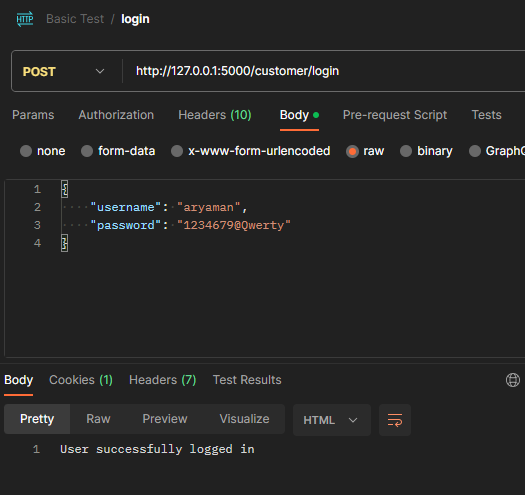 HTTP Basic Test / login
POST http://127.0.0.1:5000/customer/login
Params Authorization Headers (10) Body Pre-request Script Tests
none form-data x-www-form-urlencoded raw binary GraphQ
1 {
2 "username": "aryaman",
3 "password": "1234679@Qwerty"
4 }
Body Cookies (1) Headers (7) Test Results
Pretty Raw Preview Visualize HTML
1 User successfully logged in